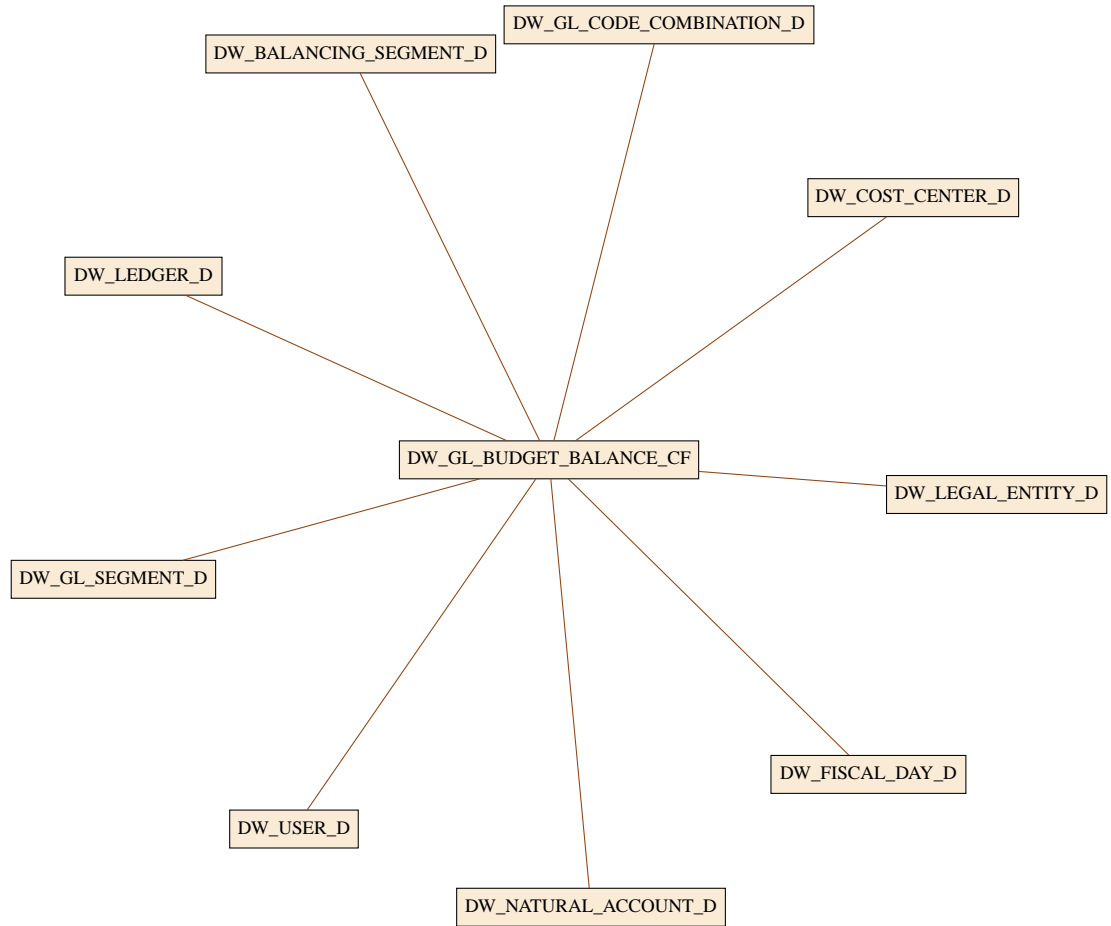 DW_GL_CODE_COMBINATION_D
DW_BALANCING_SEGMENT_D
DW_COST_CENTER_D
DW_LEDGER_D
DW_GL_BUDGET_BALANCE_CF
DW_LEGAL_ENTITY_D
DW_GL_SEGMENT_D
DW_FISCAL_DAY_D
DW_USER_D
DW_NATURAL_ACCOUNT_D